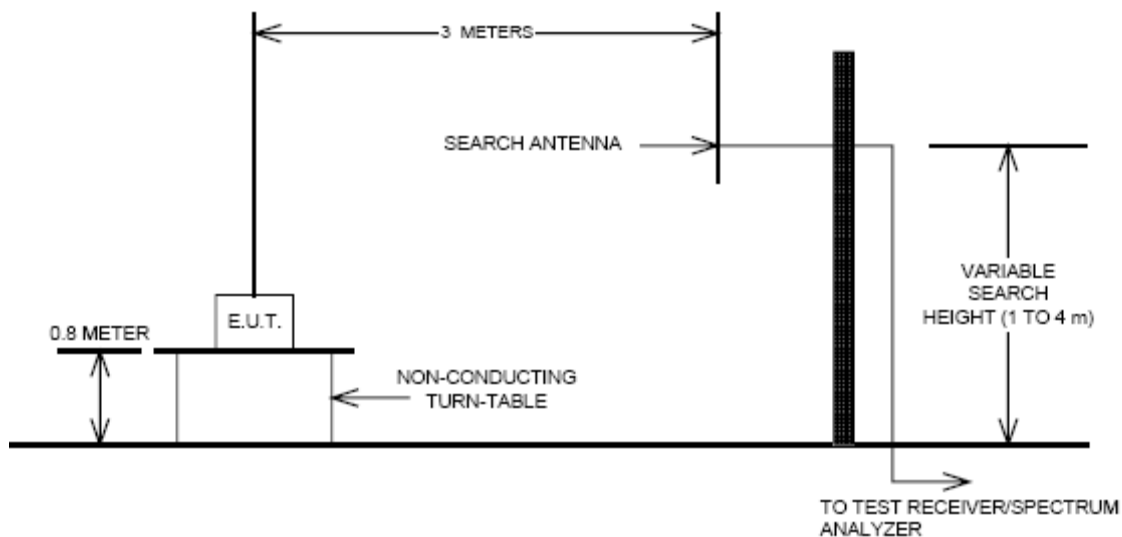 3 METERS
SEARCH ANTENNA
VARIABLE
SEARCH
HEIGHT (1 TO 4 m)
E.U.T.
0.8 METER
NON-CONDUCTING
TURN-TABLE
TO TEST RECEIVER/SPECTRUM
ANALYZER